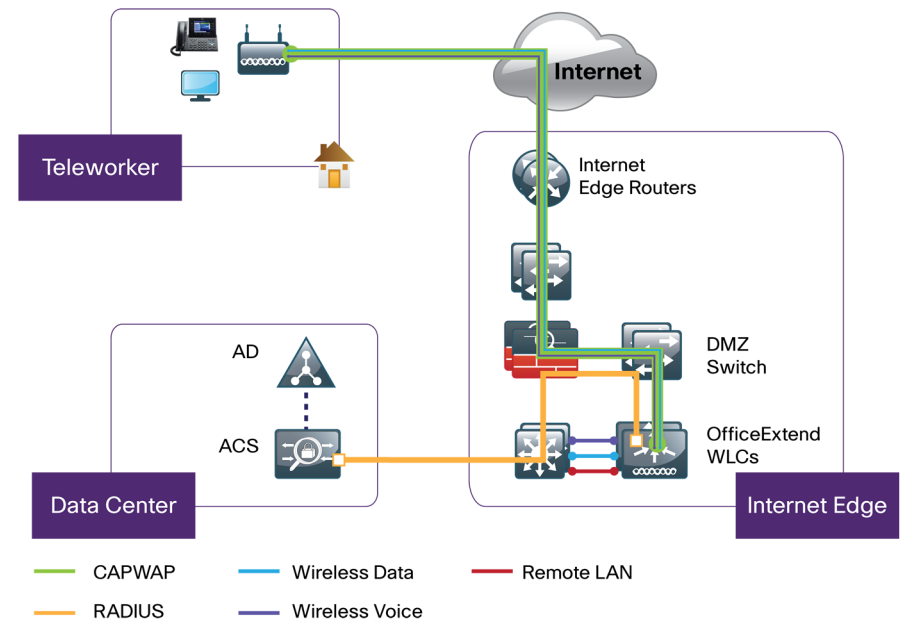 Internet
Teleworker
Internet
Edge Routers
AD
DMZ
Switch
ACS
OfficeExtend
WLCs
Data Center
Internet Edge
CAPWAP
Wireless Data
Remote LAN
RADIUS
Wireless Voice